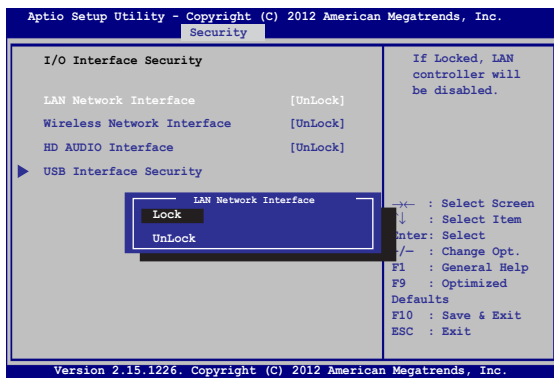 Aptio Setup Utility - Copyright (C) 2012 American Megatrends, Inc.
Security
I/O Interface Security
LAN Network Interface [UnLock]
Wireless Network Interface [UnLock]
HD AUDIO Interface [UnLock]
USB Interface Security
LAN Network Interface
Lock
UnLock
If Locked, LAN
controller will
be disabled.
→← : Select Screen
↑↓ : Select Item
Enter: Select
+/— : Change Opt.
F1 : General Help
F9 : Optimized
Defaults
F10 : Save & Exit
ESC : Exit
Version 2.15.1226. Copyright (C) 2012 American Megatrends, Inc.